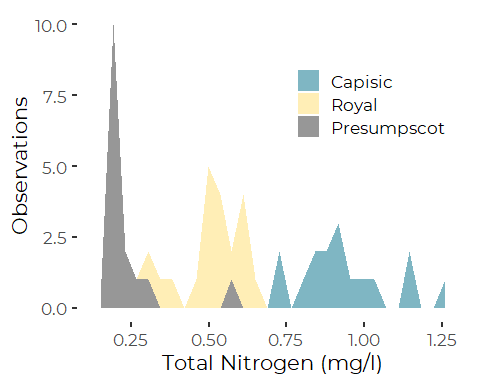 10.0
7.5
5.0
2.5
0.0
Observations
Capisic
Royal
Presumpscot
0.25 0.50 0.75 1.00 1.25
Total Nitrogen (mg/l)